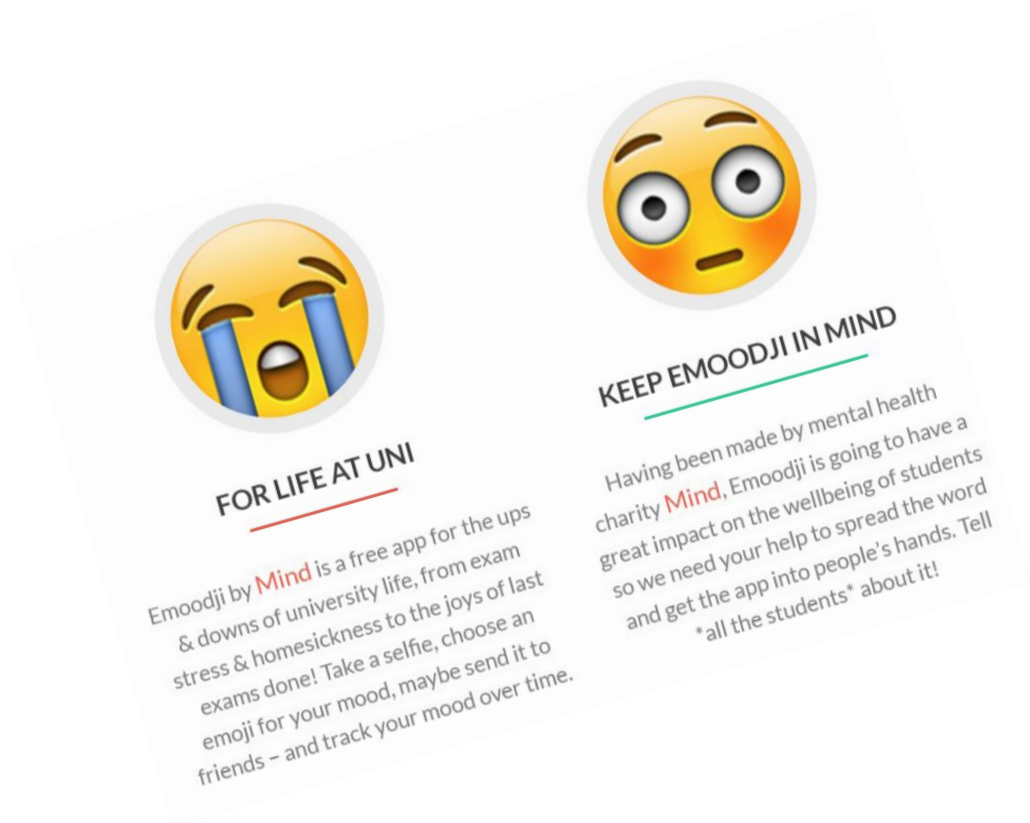 FOR LIFE AT UNI
Emoodji by Mind is a free app for the ups
& downs of university life, from exam
stress & homesickness to the joys of last
exams done! Take a selfie, choose an
emoji for your mood, maybe send it to
friends – and track your mood over time.
KEEP EMOODJI IN MIND
Having been made by mental health
charity Mind, Emoodji is going to have a
great impact on the wellbeing of students
so we need your help to spread the word
and get the app into people's hands. Tell
*all the students* about it!